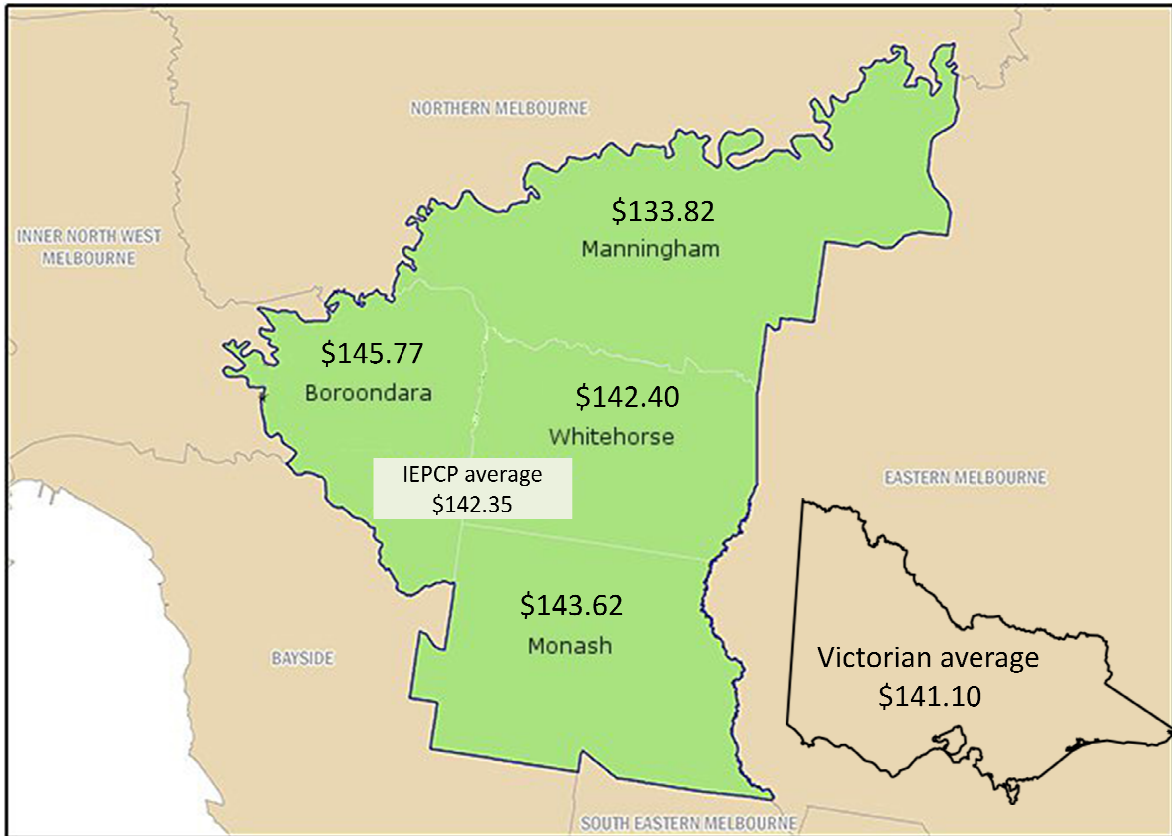 NORTHERN MELBOURNE
$133.82
Manningham
INNER NORTH WEST
MELBOURNE
$145.77
Boroondara
$142.40
Whitehorse
IEPCP average
$142.35
EASTERN MELBOURNE
$143.62
Monash
BAYSIDE
Victorian average
$141.10
SOUTH EASTERN MELBOURNE